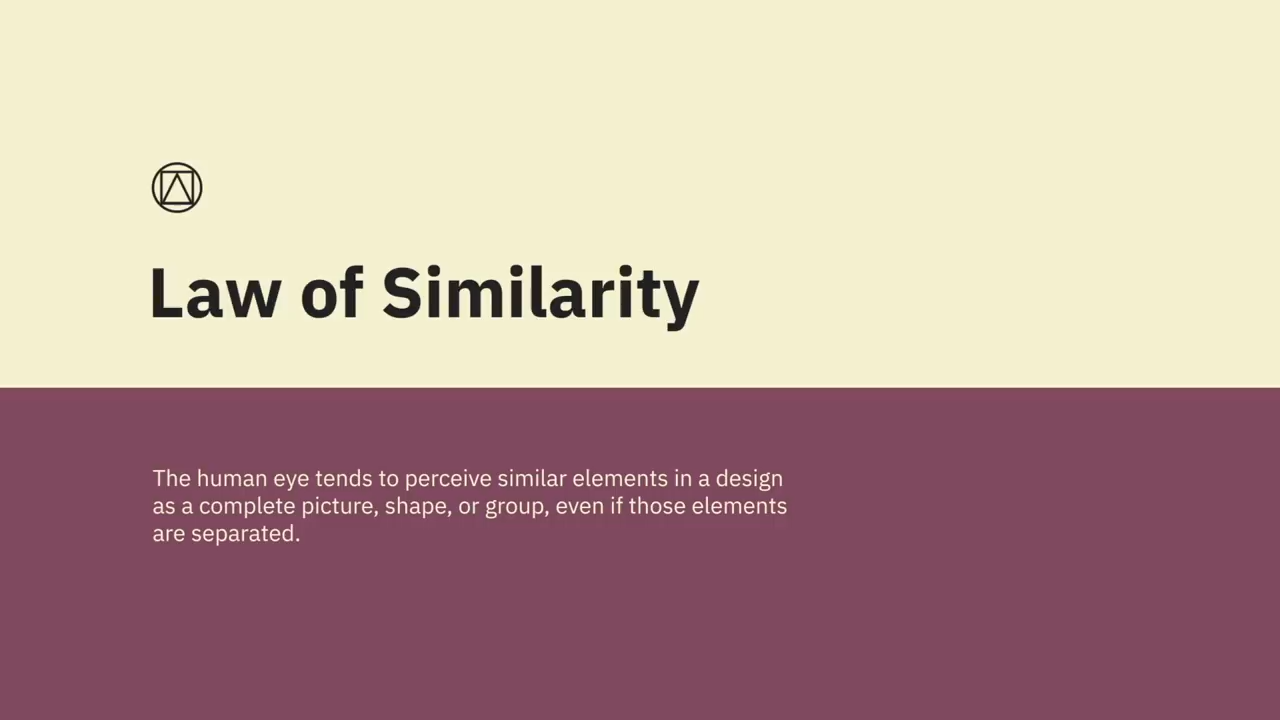 Law of Similarity
The human eye tends to perceive similar elements in a design
as a complete picture, shape, or group, even if those elements
are separated.